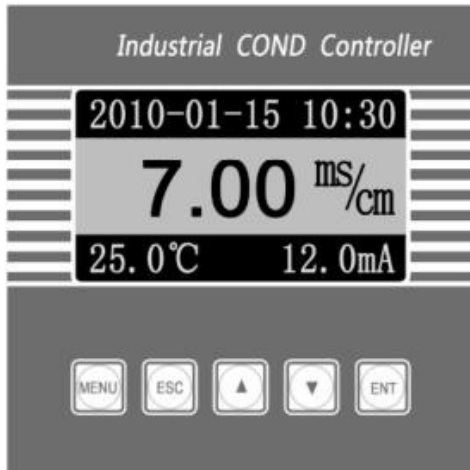 Industrial COND Controller
2010-01-15 10:30
7.00 ms/cm
25.0℃ 12.0mA
MENU ESC ▲ ▼ ENT